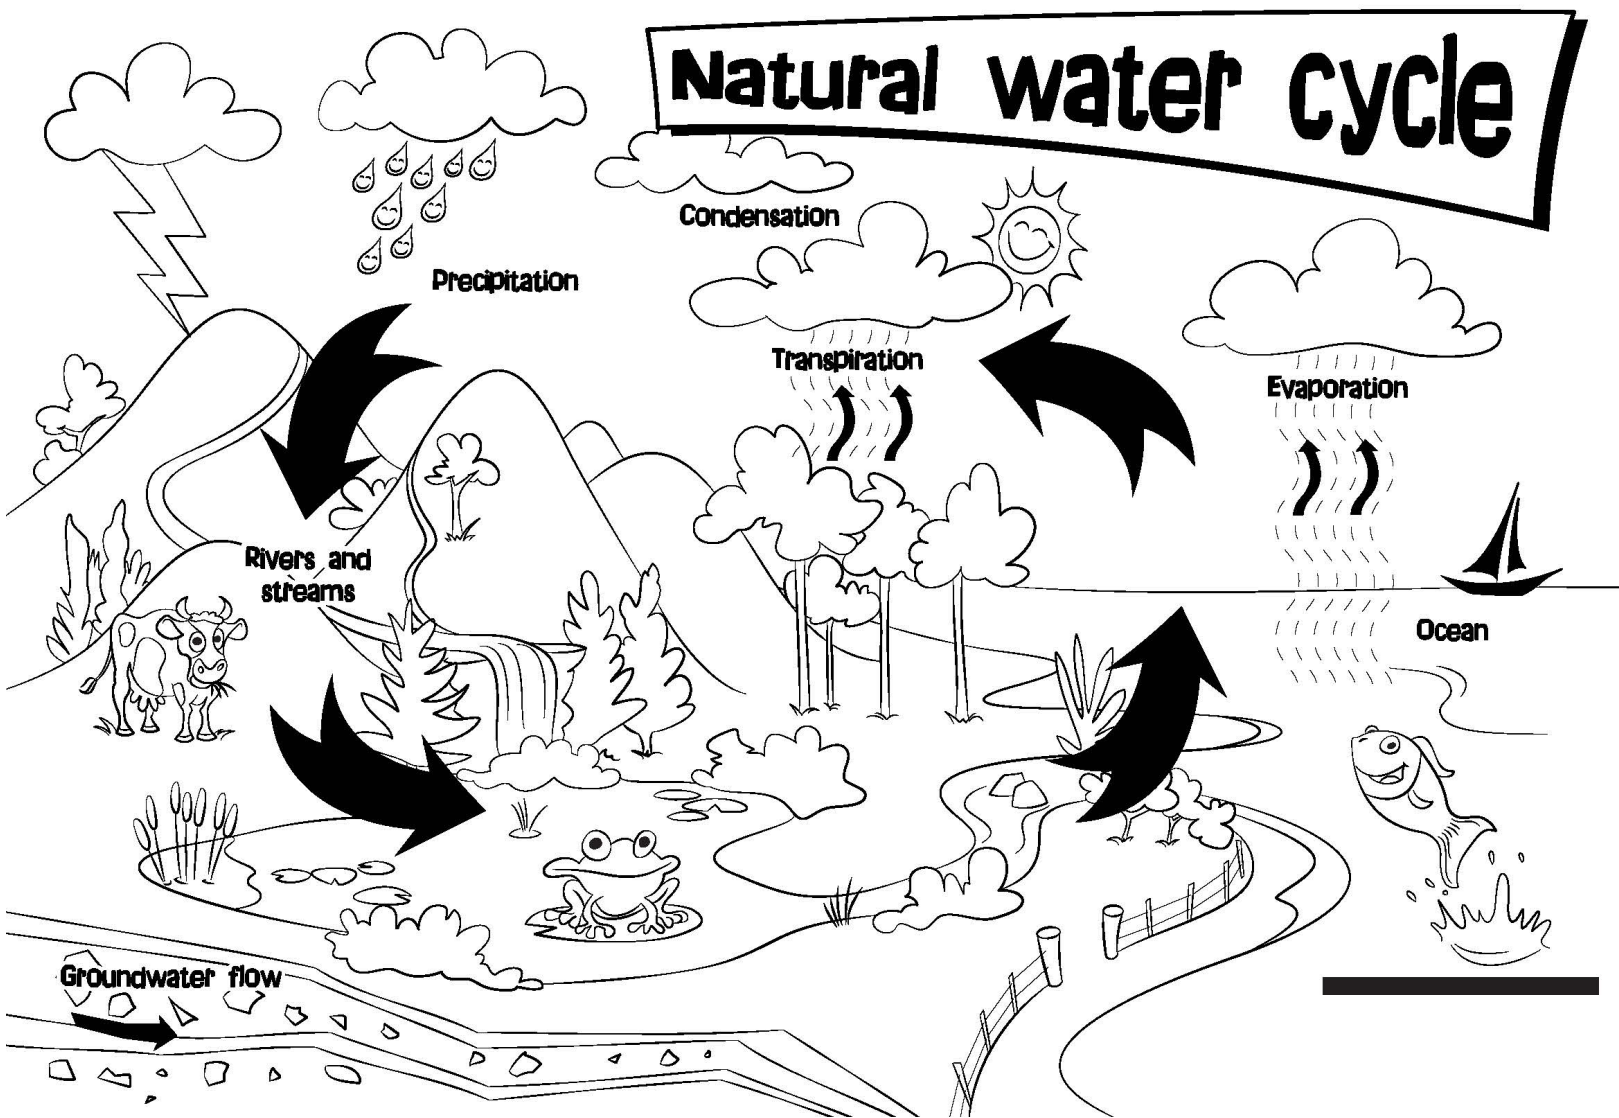 Natural water cycle
Condensation
Precipitation
Transpiration
Evaporation
Rivers and
streams
Ocean
Groundwater flow